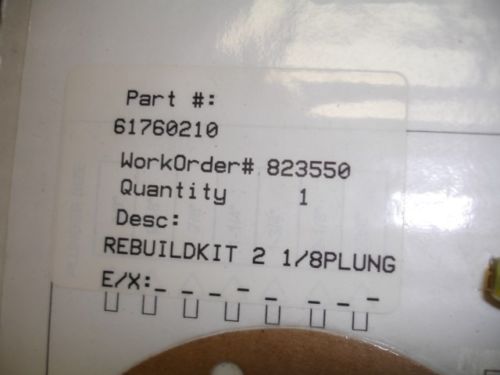 Part #:
61760210
WorkOrder# 823550
Quantity 1
Desc:
REBUILDKIT 2 1/8PLUNG
E/X:_ _ _ _ _ _ _ _